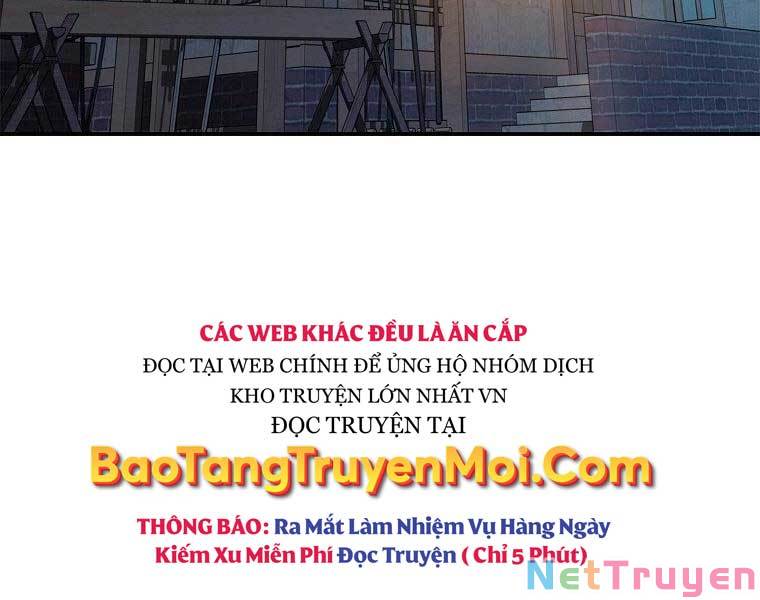 CÁC WEB KHÁC ĐỀU LÀ ĂN CẮP
ĐỌC TẠI WEB CHÍNH ĐỂ ỦNG HỘ NHÓM DỊCH
KHO TRUYỆN LỚN NHẤT VN
ĐỌC TRUYỆN TẠI
BaoTangTruyenMoi.Com
THÔNG BÁO: Ra Mắt Làm Nhiệm Vụ Hàng Ngày
Kiếm Xu Miễn Phí Đọc Truyện ( Chỉ 5 Phút)
NetTruyen